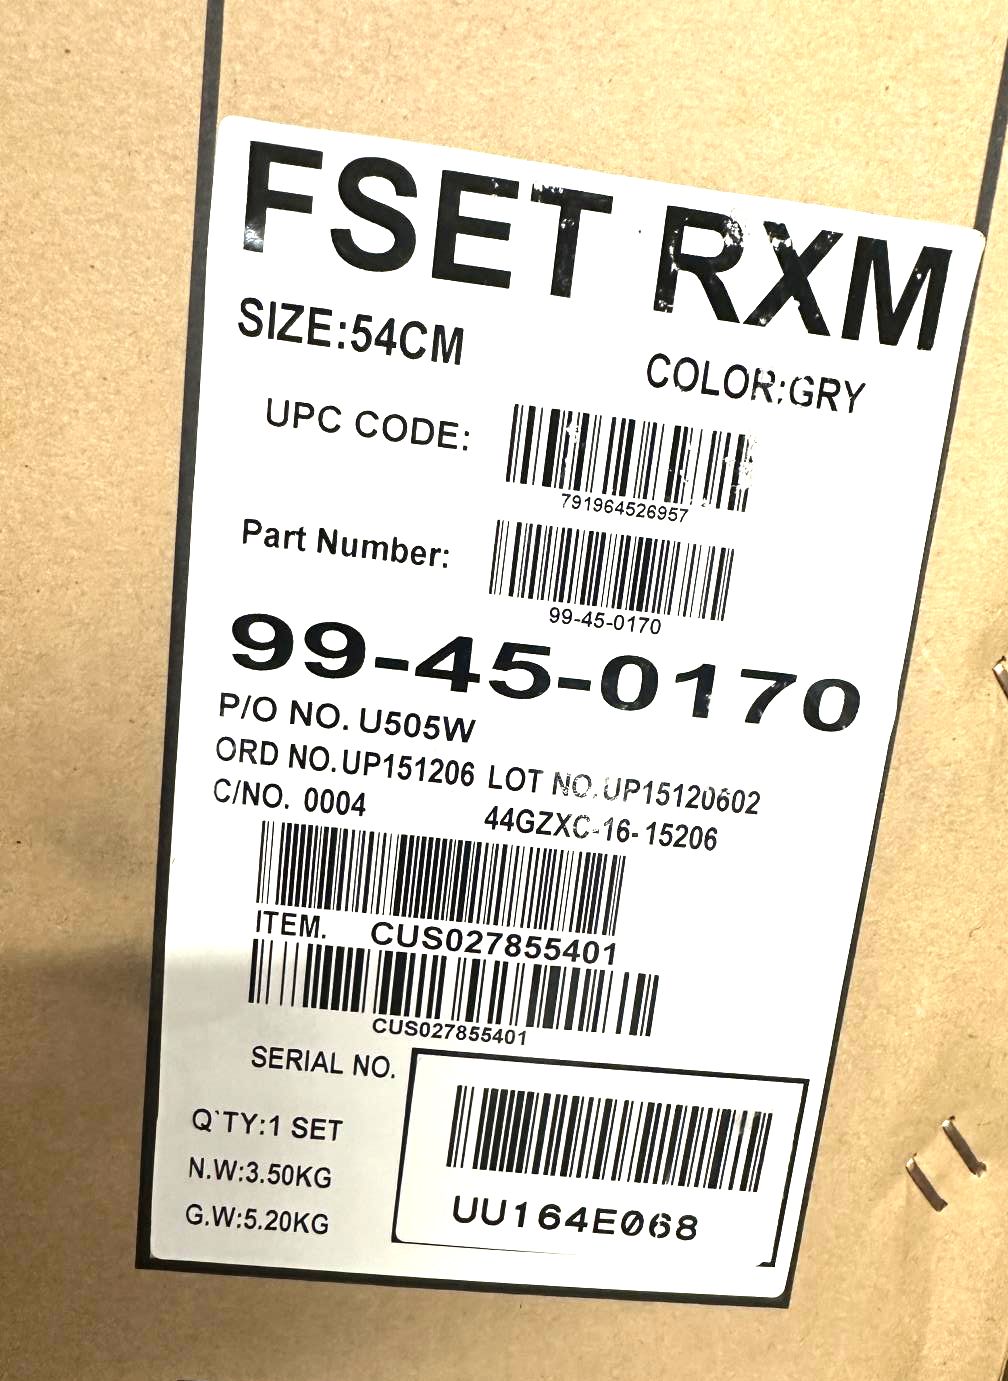 FSET RXM
SIZE:54CM COLOR:GRY
UPC CODE:
791964526957
Part Number:
99-45-0170
99-45-0170
P/O NO. U505W
ORD NO.UP151206 LOT NO.UP15120602
C/NO. 0004 44GZXC-16-15206
ITEM. CUS027855401
CUS027855401
SERIAL NO.
UU164E068
Q`TY:1 SET
N.W:3.50KG
G.W:5.20KG